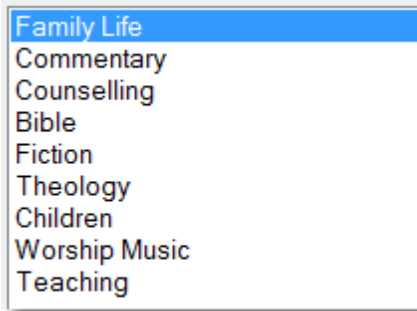 Family Life
Commentary
Counselling
Bible
Fiction
Theology
Children
Worship Music
Teaching